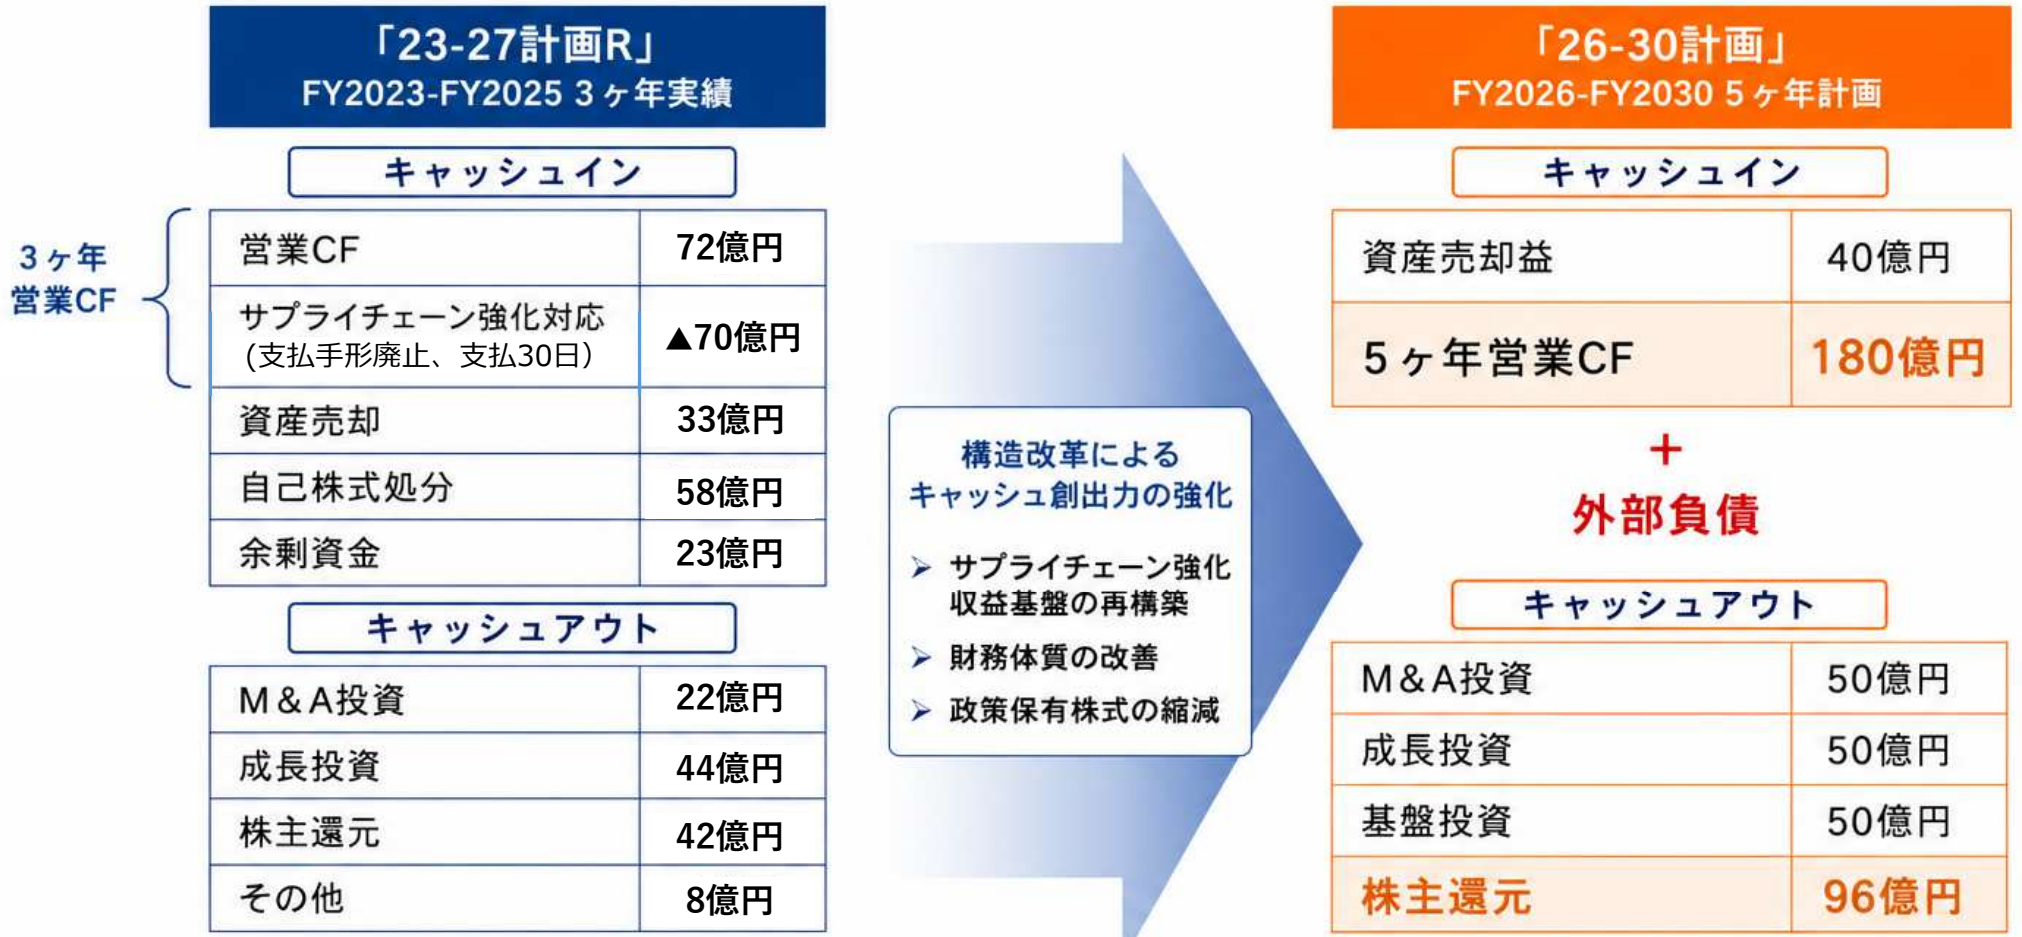 「23-27計画R」
FY2023-FY2025 3ヶ年実績
キャッシュイン
3ヶ年
営業CF
営業CF 72億円
サプライチェーン強化対応
(支払手形廃止、支払30日) ▲70億円
資産売却 33億円
自己株式処分 58億円
余剰資金 23億円
キャッシュアウト
M&A投資 22億円
成長投資 44億円
株主還元 42億円
その他 8億円
構造改革による
キャッシュ創出力の強化
➢ サプライチェーン強化
収益基盤の再構築
➢ 財務体質の改善
➢ 政策保有株式の縮減
「26-30計画」
FY2026-FY2030 5ヶ年計画
キャッシュイン
資産売却益 40億円
5ヶ年営業CF 180億円
+
外部負債
キャッシュアウト
M&A投資 50億円
成長投資 50億円
基盤投資 50億円
株主還元 96億円